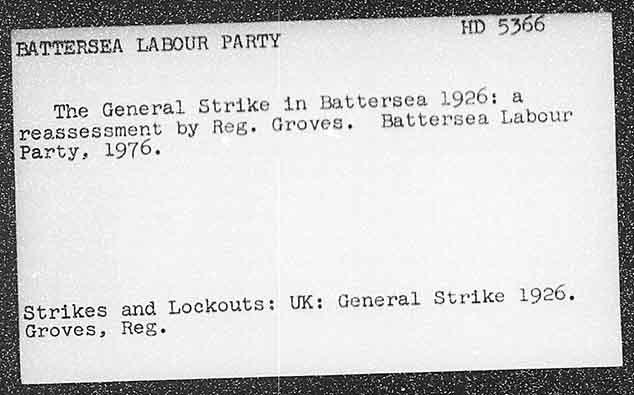 HD 5366
BATTERSEA LABOUR PARTY
The General Strike in Battersea 1926: a
reassessment by Reg. Groves. Battersea Labour
Party, 1976.
Strikes and Lockouts: UK: General Strike 1926.
Groves, Reg.